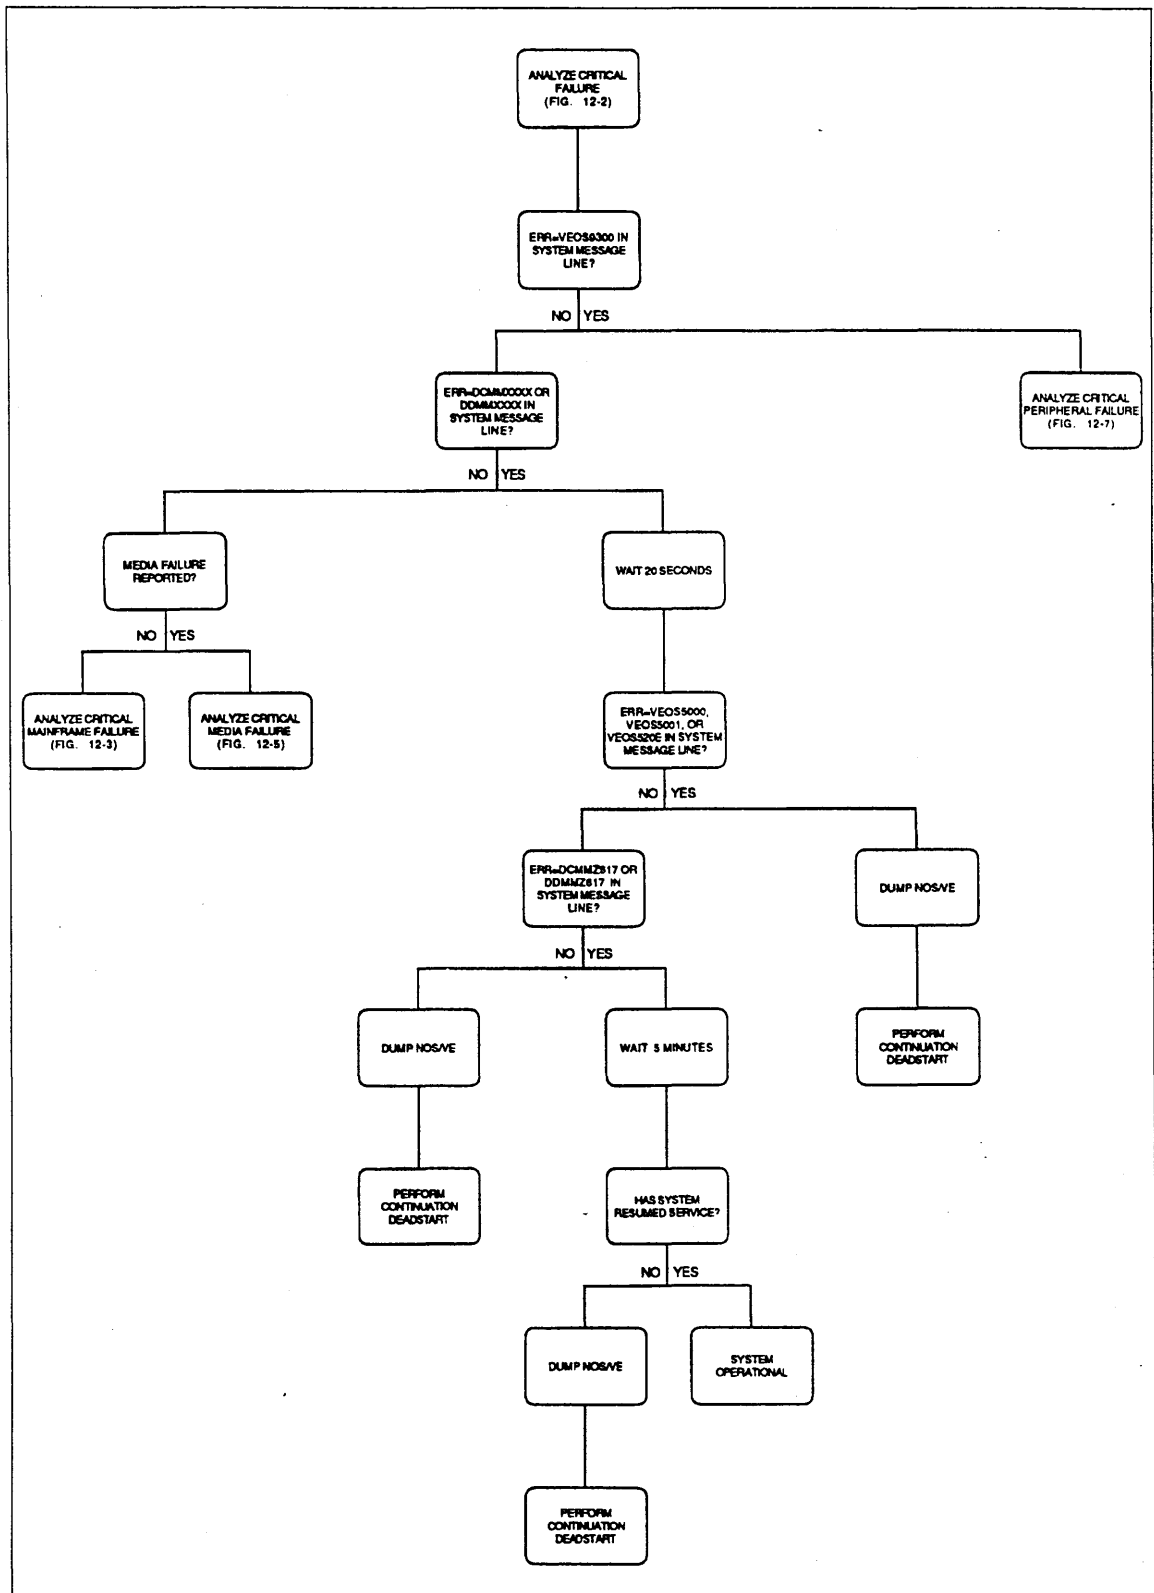 ANALYZE CRITICAL
FAILURE
(FIG. 12-2)
ERR=VEOS9300 IN
SYSTEM MESSAGE
LINE?
NO YES
ERR=DCMMXXXX OR
DDMMXXXX IN
SYSTEM MESSAGE
LINE?
ANALYZE CRITICAL
PERIPHERAL FAILURE
(FIG. 12-7)
NO YES
MEDIA FAILURE
REPORTED?
WAIT 20 SECONDS
NO YES
ANALYZE CRITICAL
MAINFRAME FAILURE
(FIG. 12-3)
ANALYZE CRITICAL
MEDIA FAILURE
(FIG. 12-5)
ERR=VEOS5000,
VEOS5001, OR
VEOS520E IN SYSTEM
MESSAGE LINE?
NO YES
ERR=DCMMZ617 OR
DDMMZ617 IN
SYSTEM MESSAGE
LINE?
DUMP NOS/VE
NO YES
DUMP NOS/VE
WAIT 5 MINUTES
PERFORM
CONTINUATION
DEADSTART
PERFORM
CONTINUATION
DEADSTART
HAS SYSTEM
RESUMED SERVICE?
NO YES
DUMP NOS/VE
SYSTEM
OPERATIONAL
PERFORM
CONTINUATION
DEADSTART